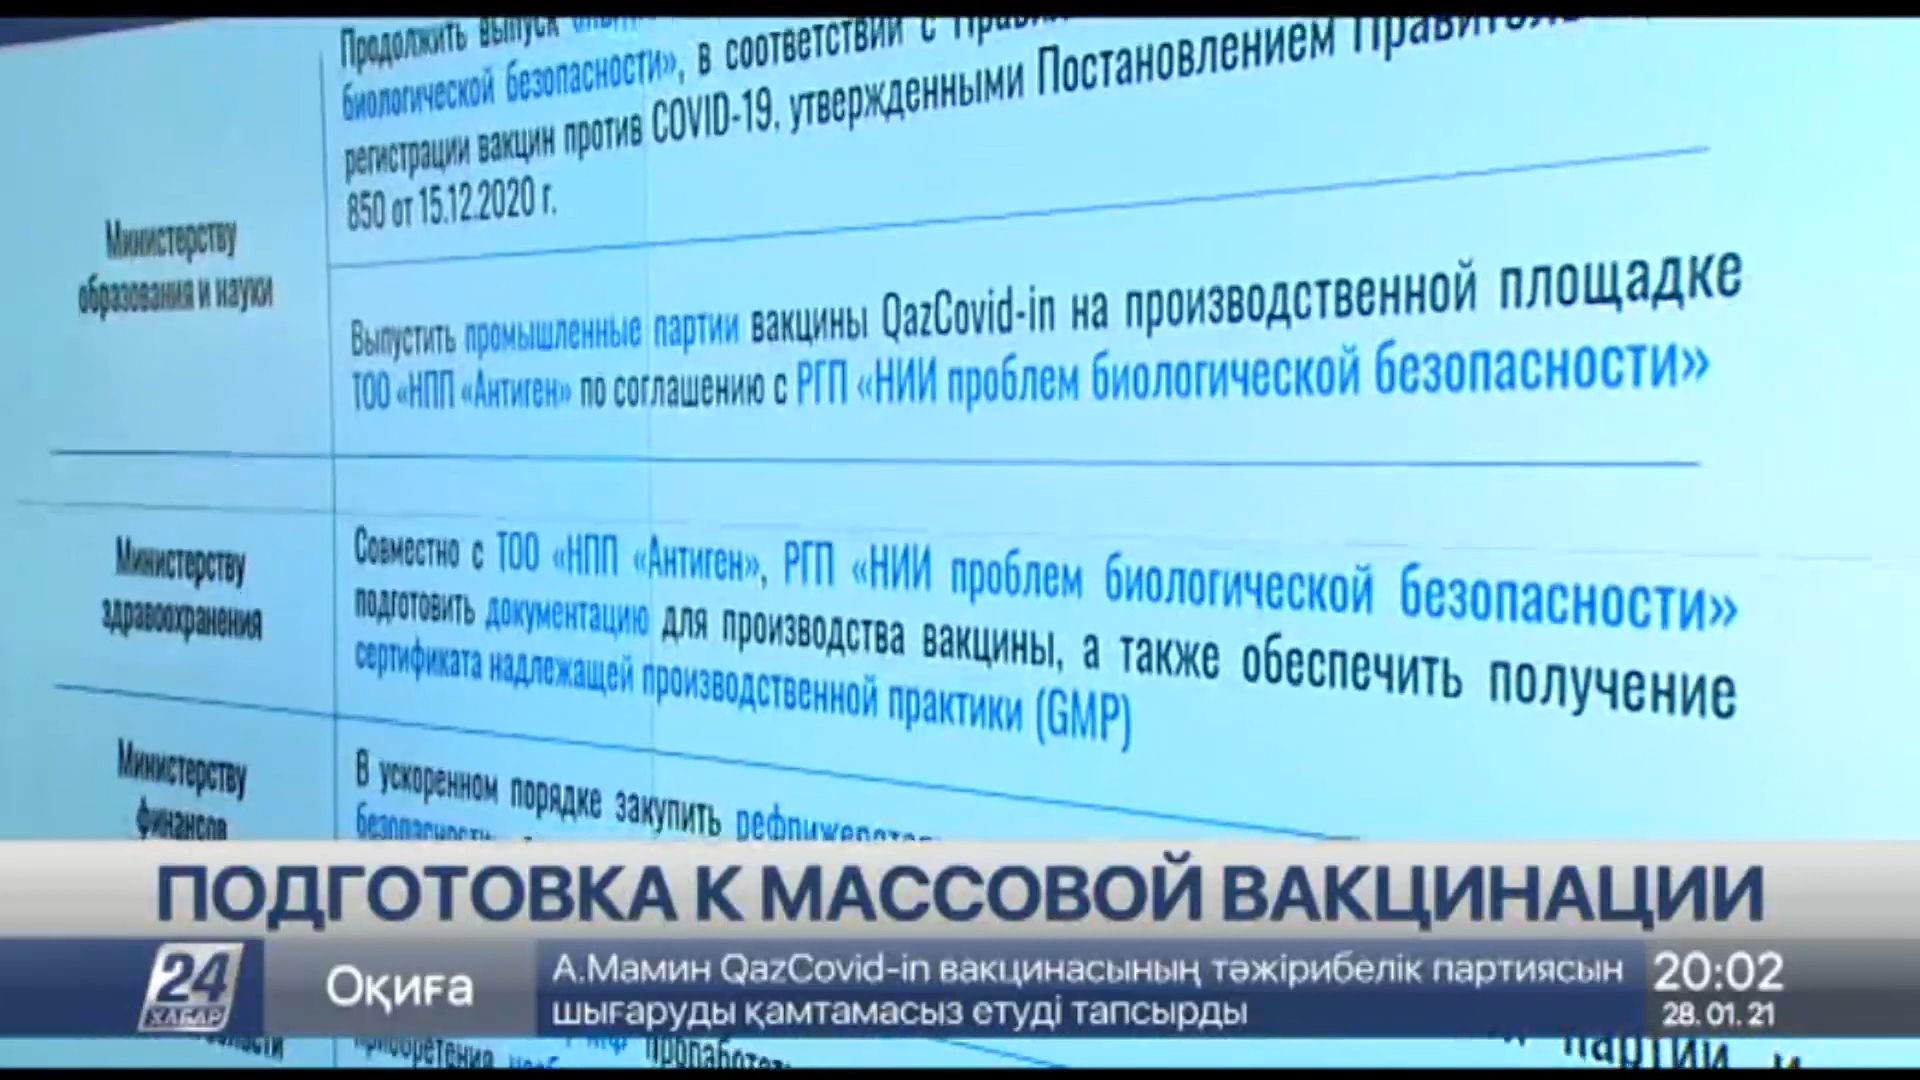 Продолжить выпуск
биологической безопасности», в соответствии с
регистрации вакцин против COVID-19, утвержденными Постановлением
850 от 15.12.2020 г.
Министерству
образования и науки
Выпустить промышленные партии вакцины QazCovid-in на производственной площадке
ТОО «НПП «Антиген» по соглашению с РГП «НИИ проблем биологической безопасности»
Министерству
здравоохранения
Совместно с ТОО «НПП «Антиген», РГП «НИИ проблем биологической безопасности»
подготовить документацию для производства вакцины, а также обеспечить получение
сертификата надлежащей производственной практики (GMP)
Министерству
финансов
В ускоренном порядке закупить
ПОДГОТОВКА К МАССОВОЙ ВАКЦИНАЦИИ
24
ХАБАР
Оқиға
А.Мамин QazCovid-in вакцинасының тәжірибелік партиясын
шығаруды қамтамасыз етуді тапсырды
20:02
28.01.21
приобретения
партии и